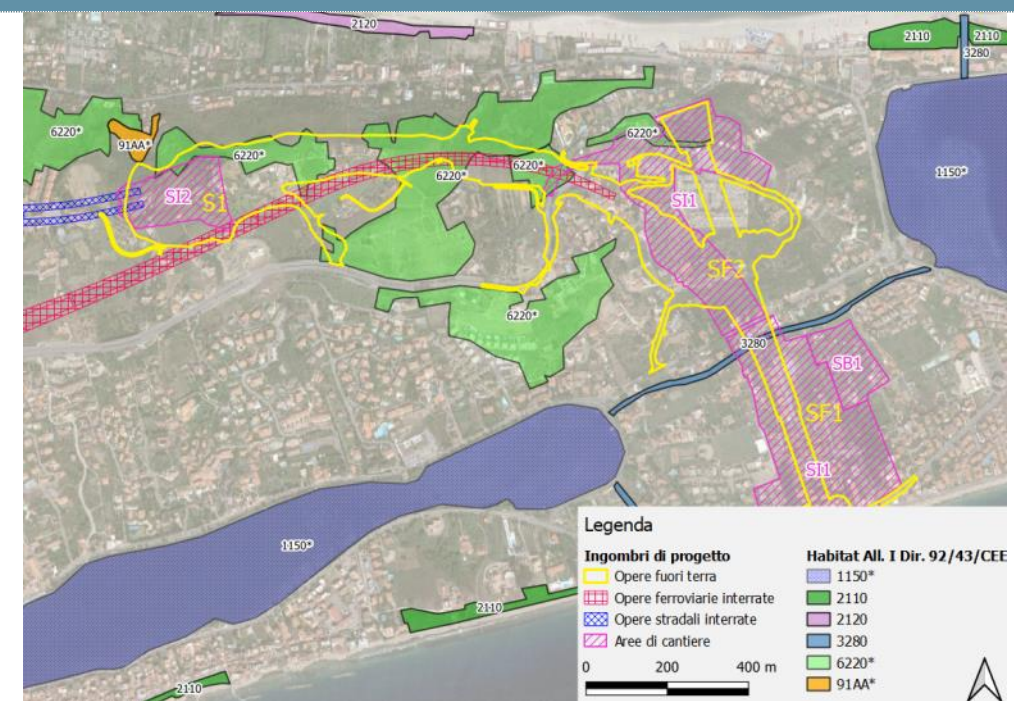 2120
2110
2110
3280
6220*
91AA*
6220*
6220*
6220*
6220*
1150*
SI2
S1
SI1
SF2
6220*
3280
SB1
SF1
SI1
1150*
2110
2110
Legenda
Ingombri di progetto
Opere fuori terra
Opere ferroviarie interrate
Opere stradali interrate
Aree di cantiere
0 200 400 m
Habitat All. I Dir. 92/43/CEE
1150*
2110
2120
3280
6220*
91AA*